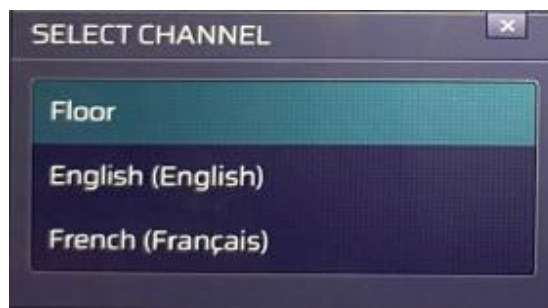 SELECT CHANNEL
Floor
English (English)
French (Français)